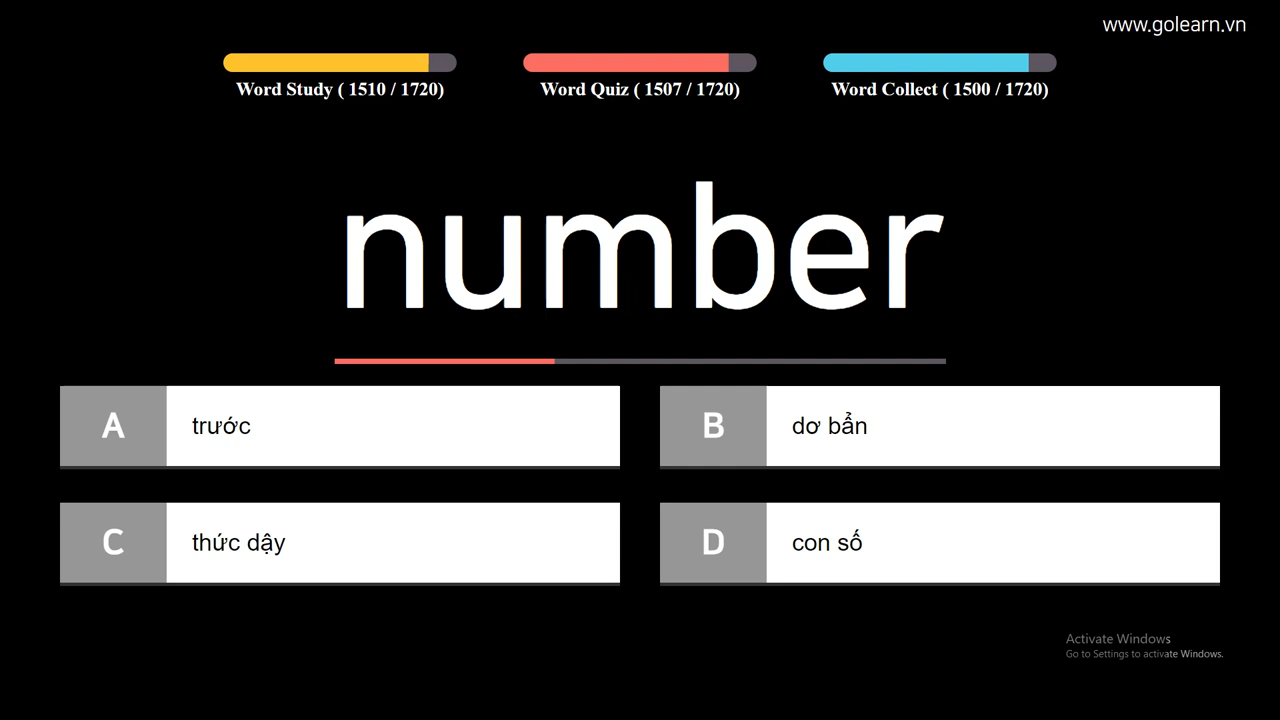 www.golearn.vn
Word Study ( 1510 / 1720)
Word Quiz ( 1507 / 1720)
Word Collect ( 1500 / 1720)
number
A trước
B dơ bẩn
C thức dậy
D con số
Activate Windows
Go to Settings to activate Windows.